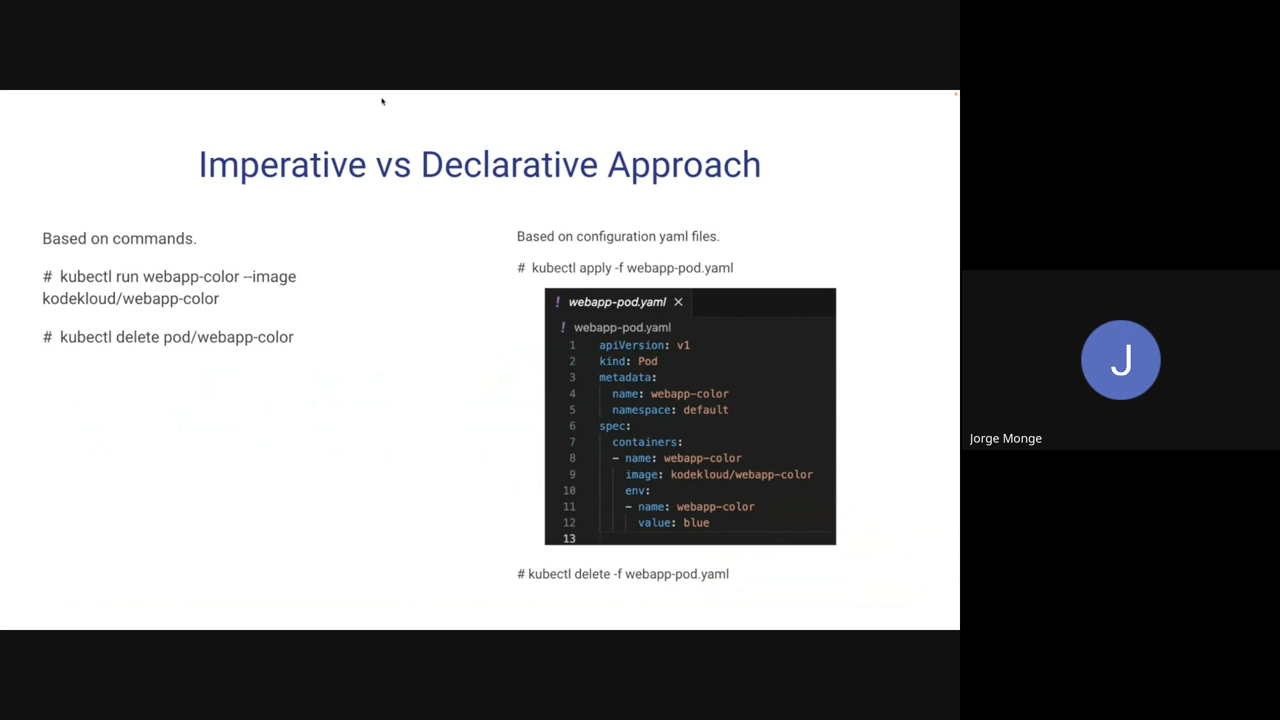 Imperative vs Declarative Approach
Based on commands.
# kubectl run webapp-color --image
kodekloud/webapp-color
# kubectl delete pod/webapp-color
Based on configuration yaml files.
# kubectl apply -f webapp-pod.yaml
! webapp-pod.yaml ×
! webapp-pod.yaml
1 apiVersion: v1
2 kind: Pod
3 metadata:
4 name: webapp-color
5 namespace: default
6 spec:
7 containers:
8 - name: webapp-color
9 image: kodekloud/webapp-color
10 env:
11 - name: webapp-color
12 value: blue
13
# kubectl delete -f webapp-pod.yaml
J
Jorge Monge